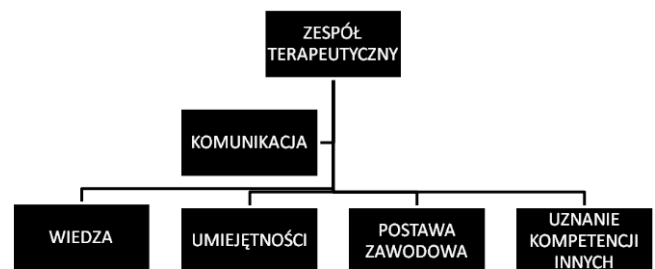 ZESPÓŁ
TERAPEUTYCZNY
KOMUNIKACJA
WIEDZA
UMIEJĘTNOŚCI
POSTAWA
ZAWODOWA
UZNANIE
KOMPETENCJI
INNYCH